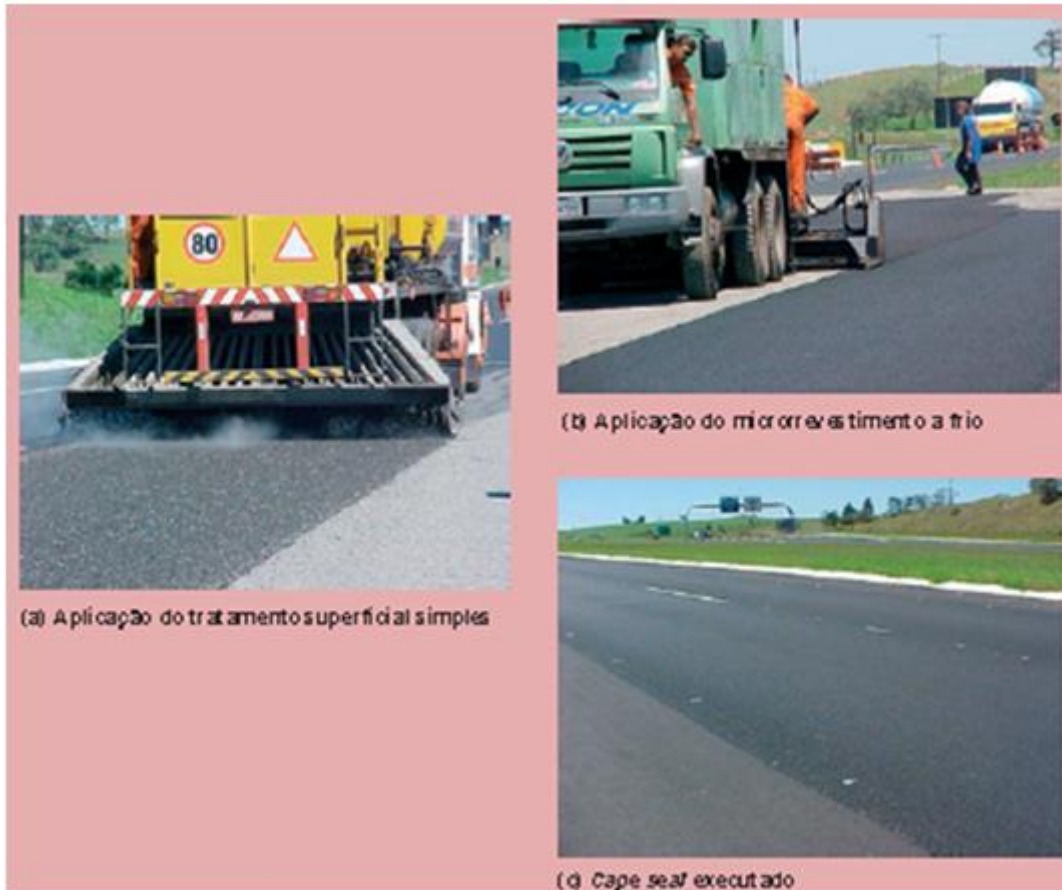 80
(a) Aplicação do tratamento superficial simples
(b) Aplicação do microrrevestimento a frio
(c) Cape seal executado